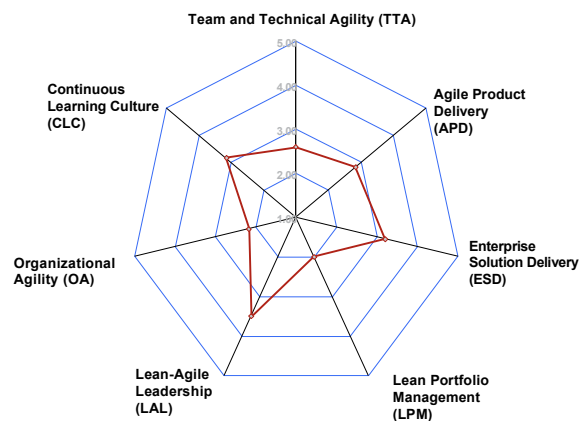 Team and Technical Agility (TTA)
5.00
4.00
3.00
2.00
1.00
Continuous
Learning Culture
(CLC)
Agile Product
Delivery
(APD)
Organizational
Agility (OA)
Enterprise
Solution Delivery
(ESD)
Lean-Agile
Leadership
(LAL)
Lean Portfolio
Management
(LPM)